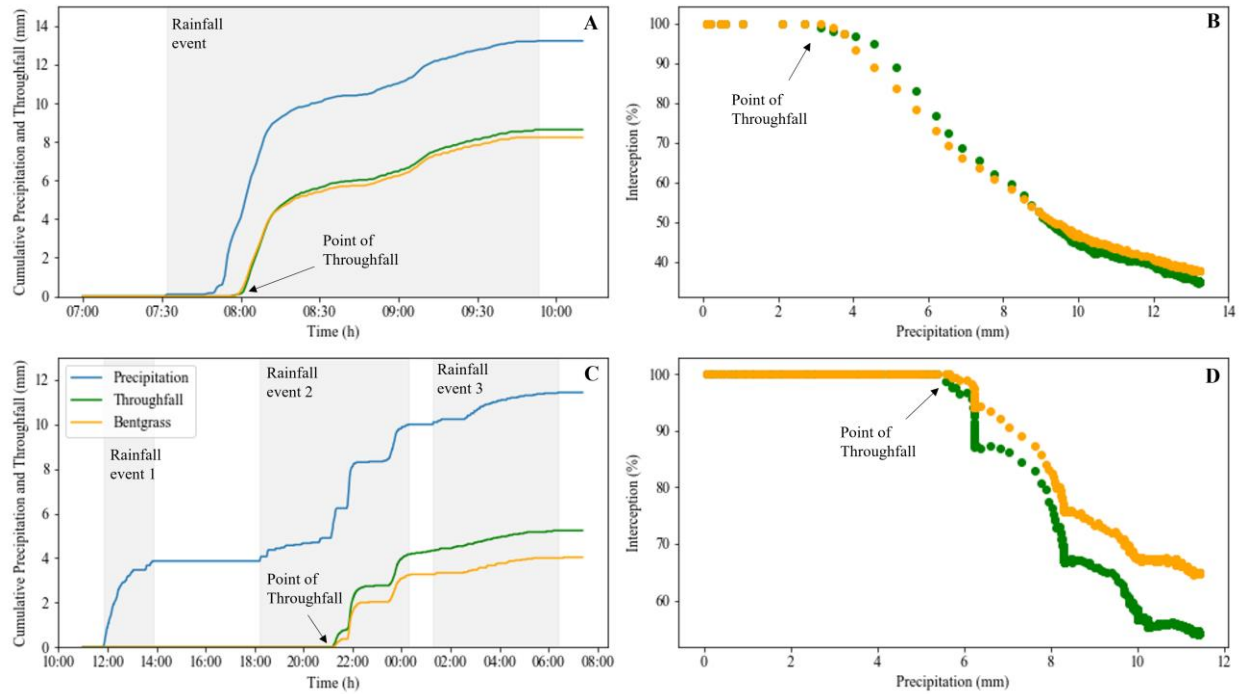 A
Rainfall
event
Point of
Throughfall
14
12
10
8
6
4
2
0
Cumulative Precipitation and Throughfall (mm)
07:00 07:30 08:00 08:30 09:00 09:30 10:00
Time (h)
B
Point of
Throughfall
100
90
80
70
60
50
40
Interception (%)
0 2 4 6 8 10 12 14
Precipitation (mm)
C
Precipitation
Throughfall
Bentgrass
Rainfall
event 1
Rainfall
event 2
Rainfall
event 3
Point of
Throughfall
12
10
8
6
4
2
0
Cumulative Precipitation and Throughfall (mm)
10:00 12:00 14:00 16:00 18:00 20:00 22:00 00:00 02:00 04:00 06:00 08:00
Time (h)
D
Point of
Throughfall
100
90
80
70
60
Interception (%)
0 2 4 6 8 10 12
Precipitation (mm)